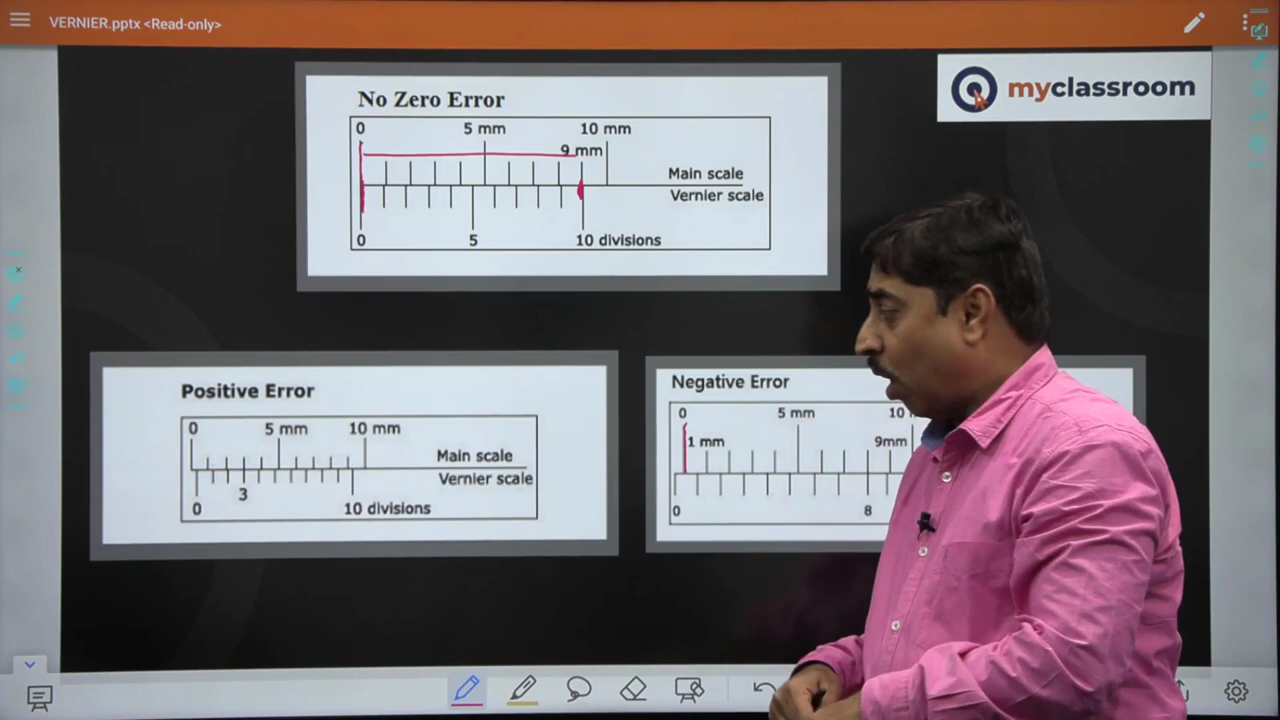 VERNIER.pptx <Read-only>
myclassroom
No Zero Error
0 5 mm 10 mm
9 mm
Main scale
Vernier scale
0 5 10 divisions
Positive Error
0 5 mm 10 mm
Main scale
Vernier scale
3
0 10 divisions
Negative Error
0 5 mm 10
1 mm 9mm
0 8